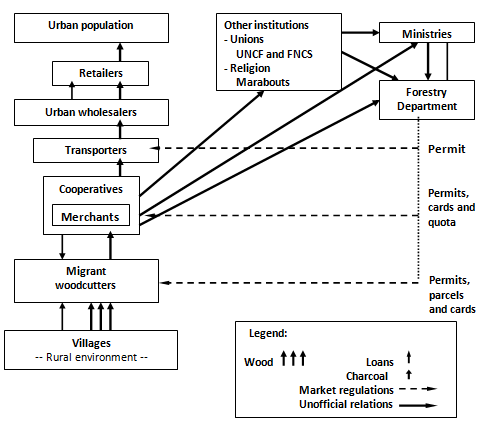 Urban population
Retailers
Urban wholesalers
Transporters
Cooperatives
Merchants
Migrant
woodcutters
Villages
-- Rural environment --
Other institutions
- Unions
UNCF and FNCS
- Religion
Marabouts
Ministries
Forestry
Department
Permit
Permits,
cards and
quota
Permits,
parcels and
cards
Legend:
Wood
Loans
Charcoal
Market regulations
Unofficial relations